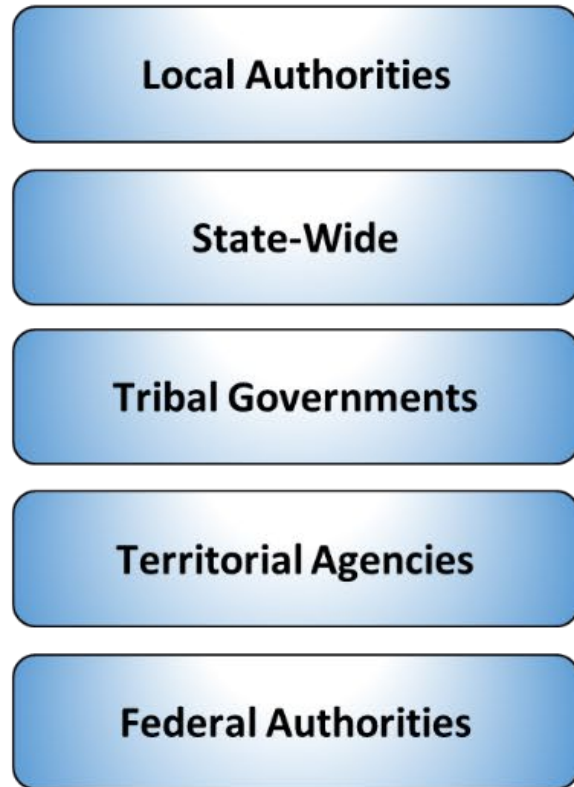 Local Authorities
State-Wide
Tribal Governments
Territorial Agencies
Federal Authorities